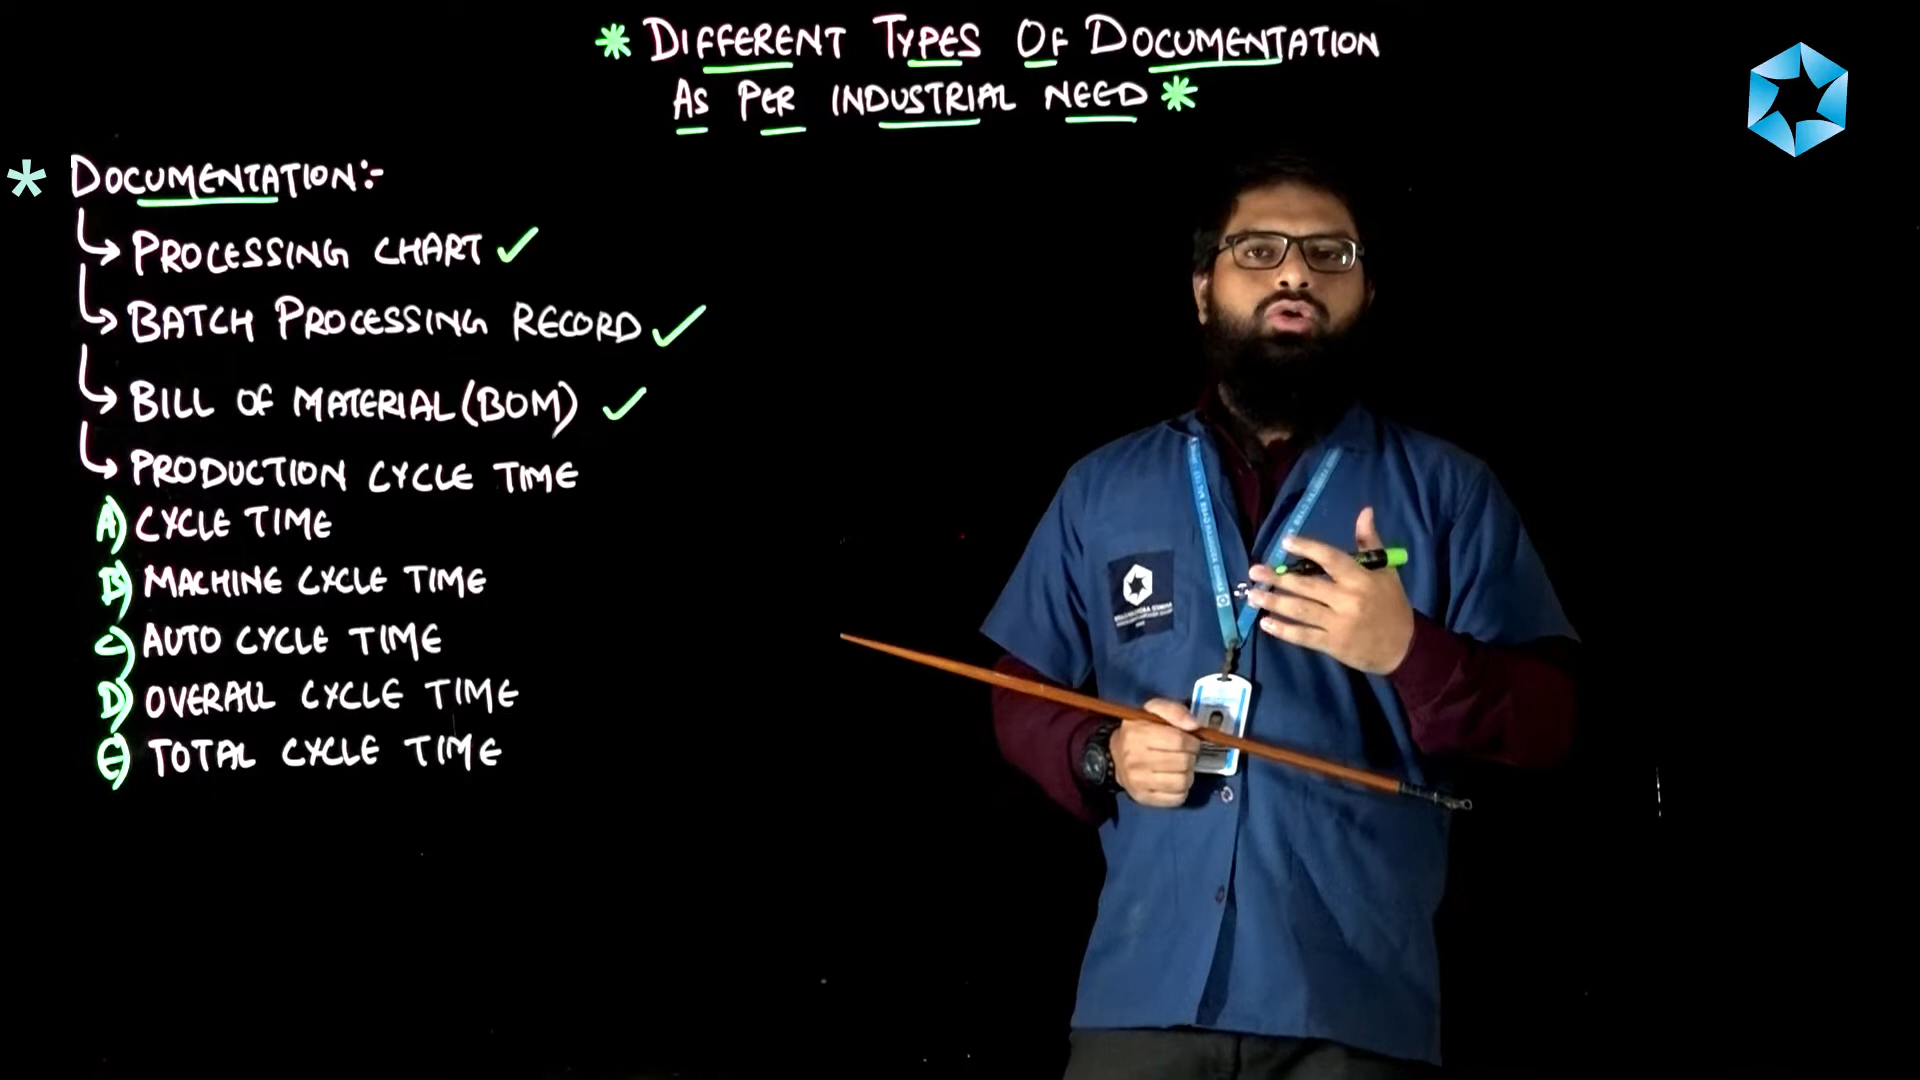 * DIFFERENT TYPES OF DOCUMENTATION
AS PER INDUSTRIAL NEED *
* DOCUMENTATION:-
↳ PROCESSING CHART ✓
↳ BATCH PROCESSING RECORD ✓
↳ BILL OF MATERIAL (BOM) ✓
↳ PRODUCTION CYCLE TIME
A) CYCLE TIME
B) MACHINE CYCLE TIME
C) AUTO CYCLE TIME
D) OVERALL CYCLE TIME
E) TOTAL CYCLE TIME